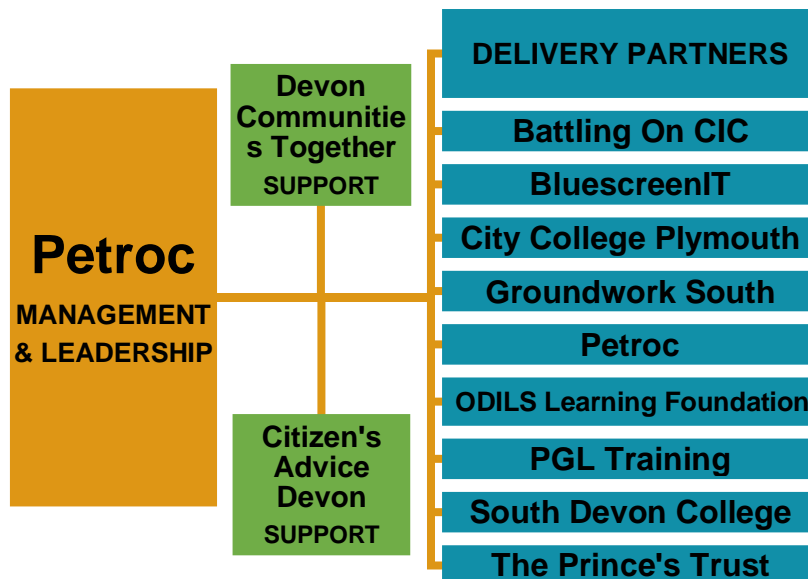 Petroc
MANAGEMENT
& LEADERSHIP
Devon
Communitie
s Together
SUPPORT
Citizen's
Advice
Devon
SUPPORT
DELIVERY PARTNERS
Battling On CIC
BluescreenIT
City College Plymouth
Groundwork South
Petroc
ODILS Learning Foundation
PGL Training
South Devon College
The Prince's Trust